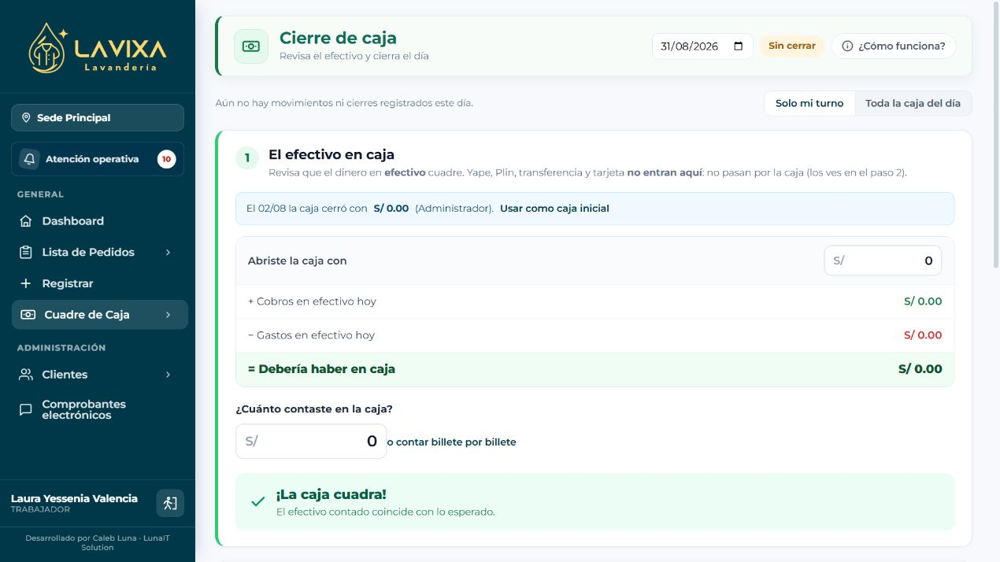 LAVIXA
Lavandería
Sede Principal
Atención operativa 10
GENERAL
Dashboard
Lista de Pedidos
Registrar
Cuadre de Caja
ADMINISTRACIÓN
Clientes
Comprobantes
electrónicos
Laura Yessenia Valencia
TRABAJADOR
Desarrollado por Caleb Luna · LunaIT
Solution
Cierre de caja
Revisa el efectivo y cierra el día
31/08/2026
Sin cerrar
¿Cómo funciona?
Aún no hay movimientos ni cierres registrados este día.
Solo mi turno
Toda la caja del día
1
El efectivo en caja
Revisa que el dinero en efectivo cuadre. Yape, Plin, transferencia y tarjeta no entran aquí: no pasan por la caja (los ves en el paso 2).
El 02/08 la caja cerró con S/ 0.00 (Administrador). Usar como caja inicial
Abriste la caja con S/ 0
+ Cobros en efectivo hoy S/ 0.00
− Gastos en efectivo hoy S/ 0.00
= Debería haber en caja S/ 0.00
¿Cuánto contaste en la caja?
S/ 0 o contar billete por billete
¡La caja cuadra!
El efectivo contado coincide con lo esperado.